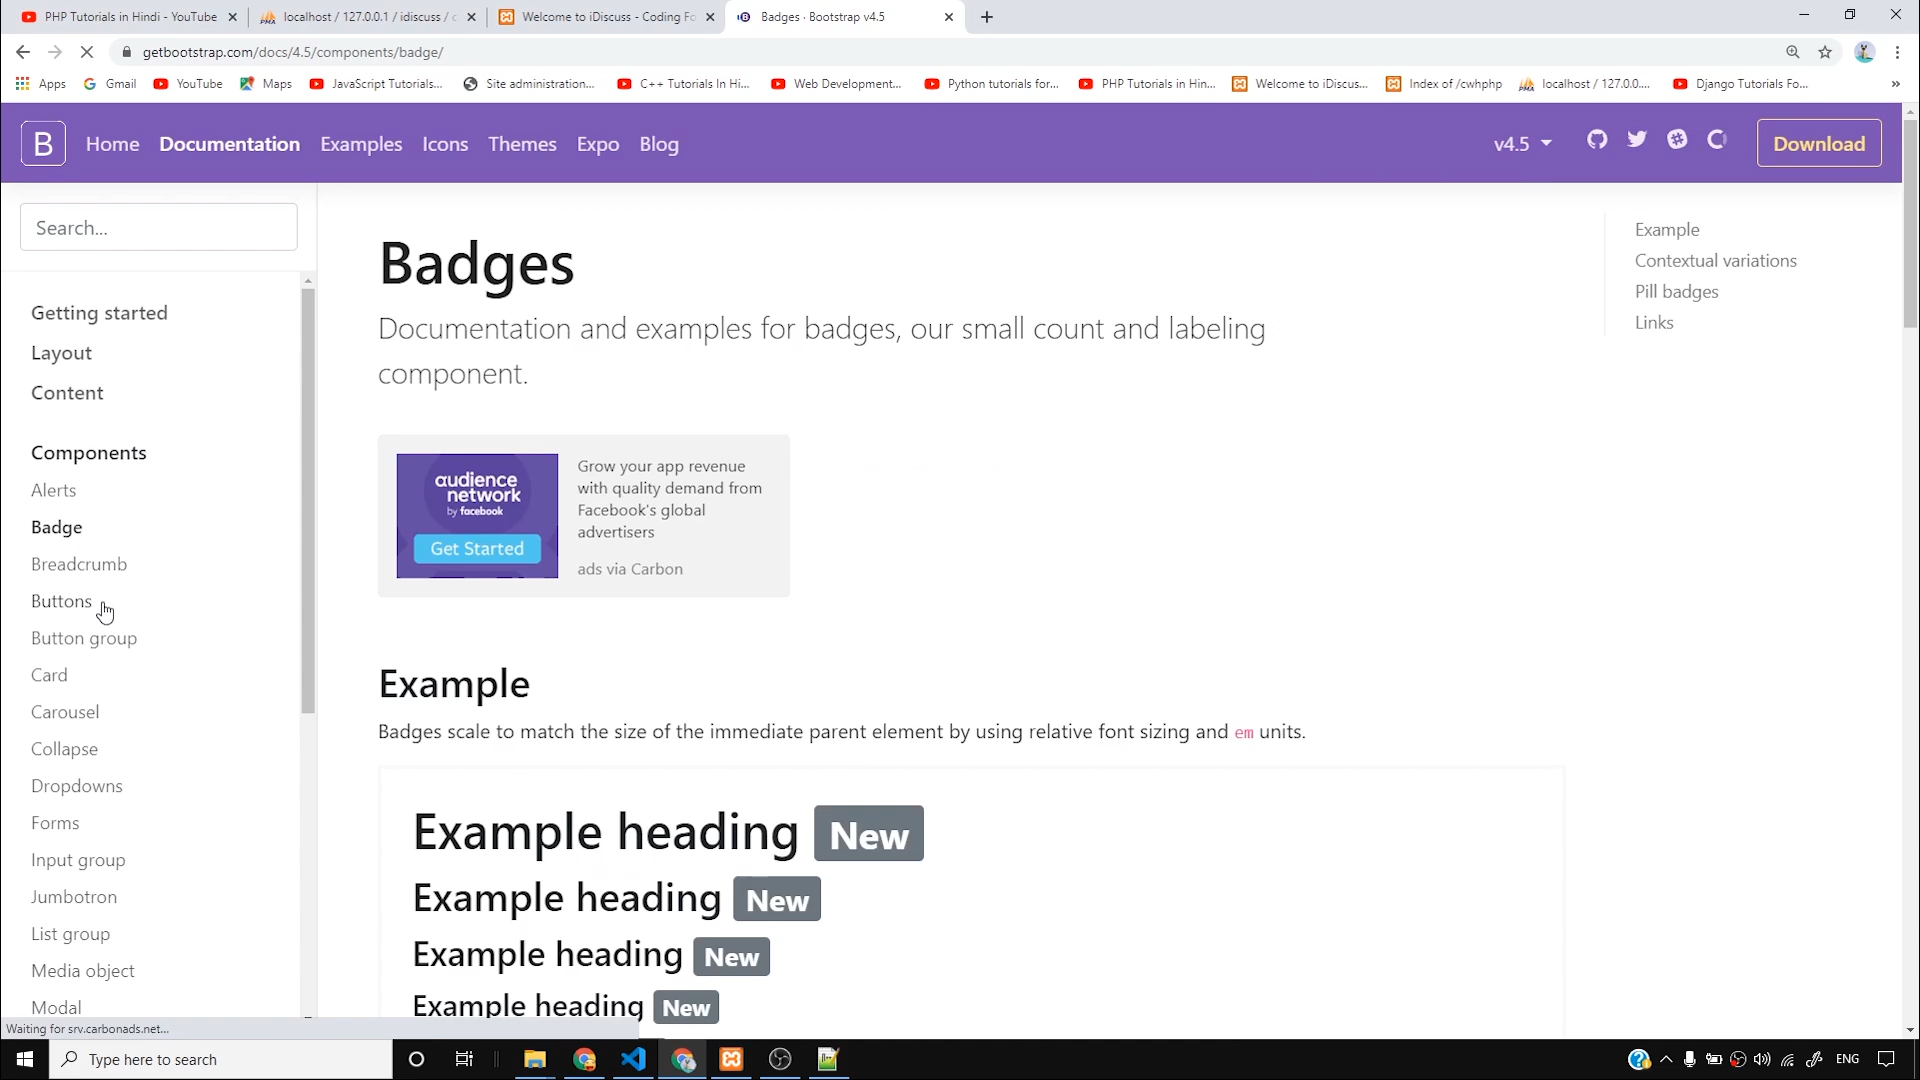 PHP Tutorials in Hindi - YouTube
localhost / 127.0.0.1 / idiscuss / c
Welcome to iDiscuss - Coding Fo
Badges · Bootstrap v4.5
getbootstrap.com/docs/4.5/components/badge/
Apps
Gmail
YouTube
Maps
JavaScript Tutorials...
Site administration...
C++ Tutorials In Hi...
Web Development...
Python tutorials for...
PHP Tutorials in Hin...
Welcome to iDiscus...
Index of /cwhphp
localhost / 127.0.0....
Django Tutorials Fo...
B
Home
Documentation
Examples
Icons
Themes
Expo
Blog
v4.5
Download
Search...
Getting started
Layout
Content
Components
Alerts
Badge
Breadcrumb
Buttons
Button group
Card
Carousel
Collapse
Dropdowns
Forms
Input group
Jumbotron
List group
Media object
Modal
Badges
Documentation and examples for badges, our small count and labeling
component.
audience
network
by facebook
Get Started
Grow your app revenue
with quality demand from
Facebook's global
advertisers
ads via Carbon
Example
Badges scale to match the size of the immediate parent element by using relative font sizing and em units.
Example heading New
Example heading New
Example heading New
Example heading New
Example
Contextual variations
Pill badges
Links
Waiting for srv.carbonads.net...
Type here to search
ENG